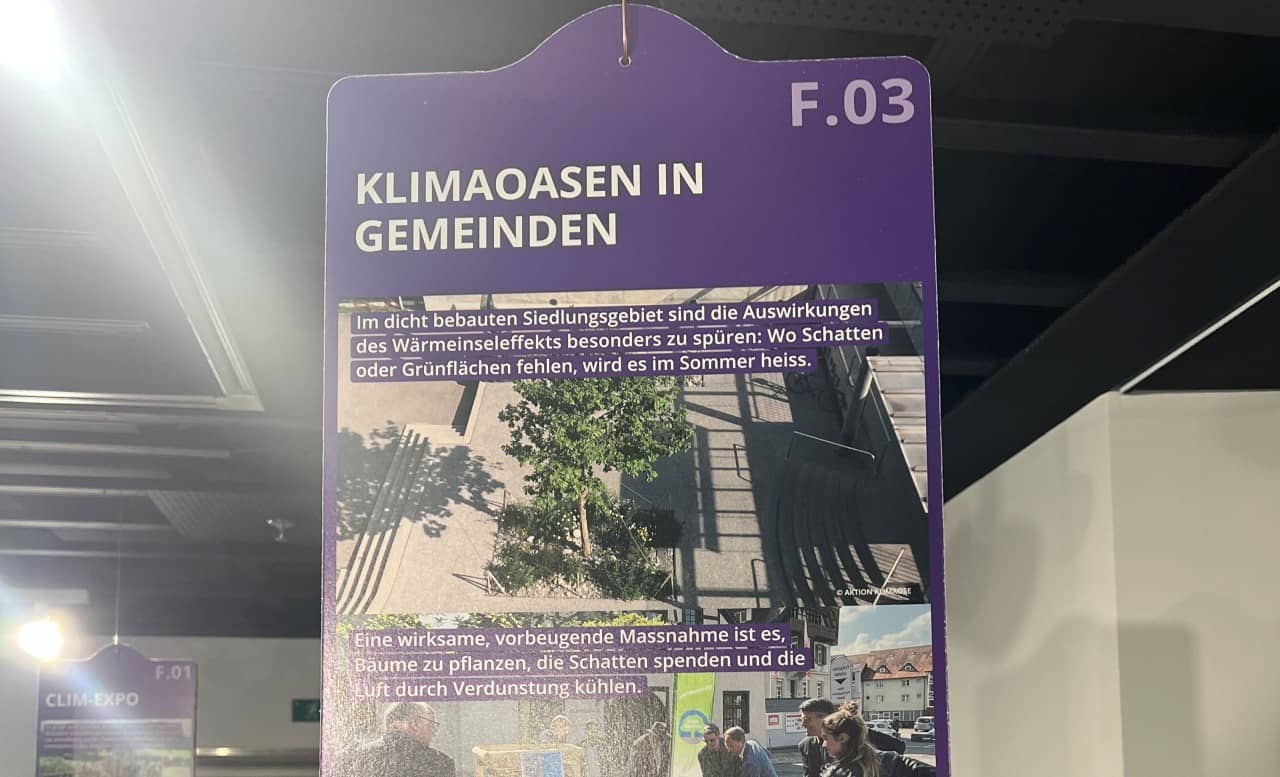 F.03
KLIMAOASEN IN
GEMEINDEN
Im dicht bebauten Siedlungsgebiet sind die Auswirkungen
des Wärmeinseleffekts besonders zu spüren: Wo Schatten
oder Grünflächen fehlen, wird es im Sommer heiss.
© AKTION
Eine wirksame, vorbeugende Massnahme ist es,
Bäume zu pflanzen, die Schatten spenden und die
Luft durch Verdunstung kühlen.
F.01
CLIM-EXPO